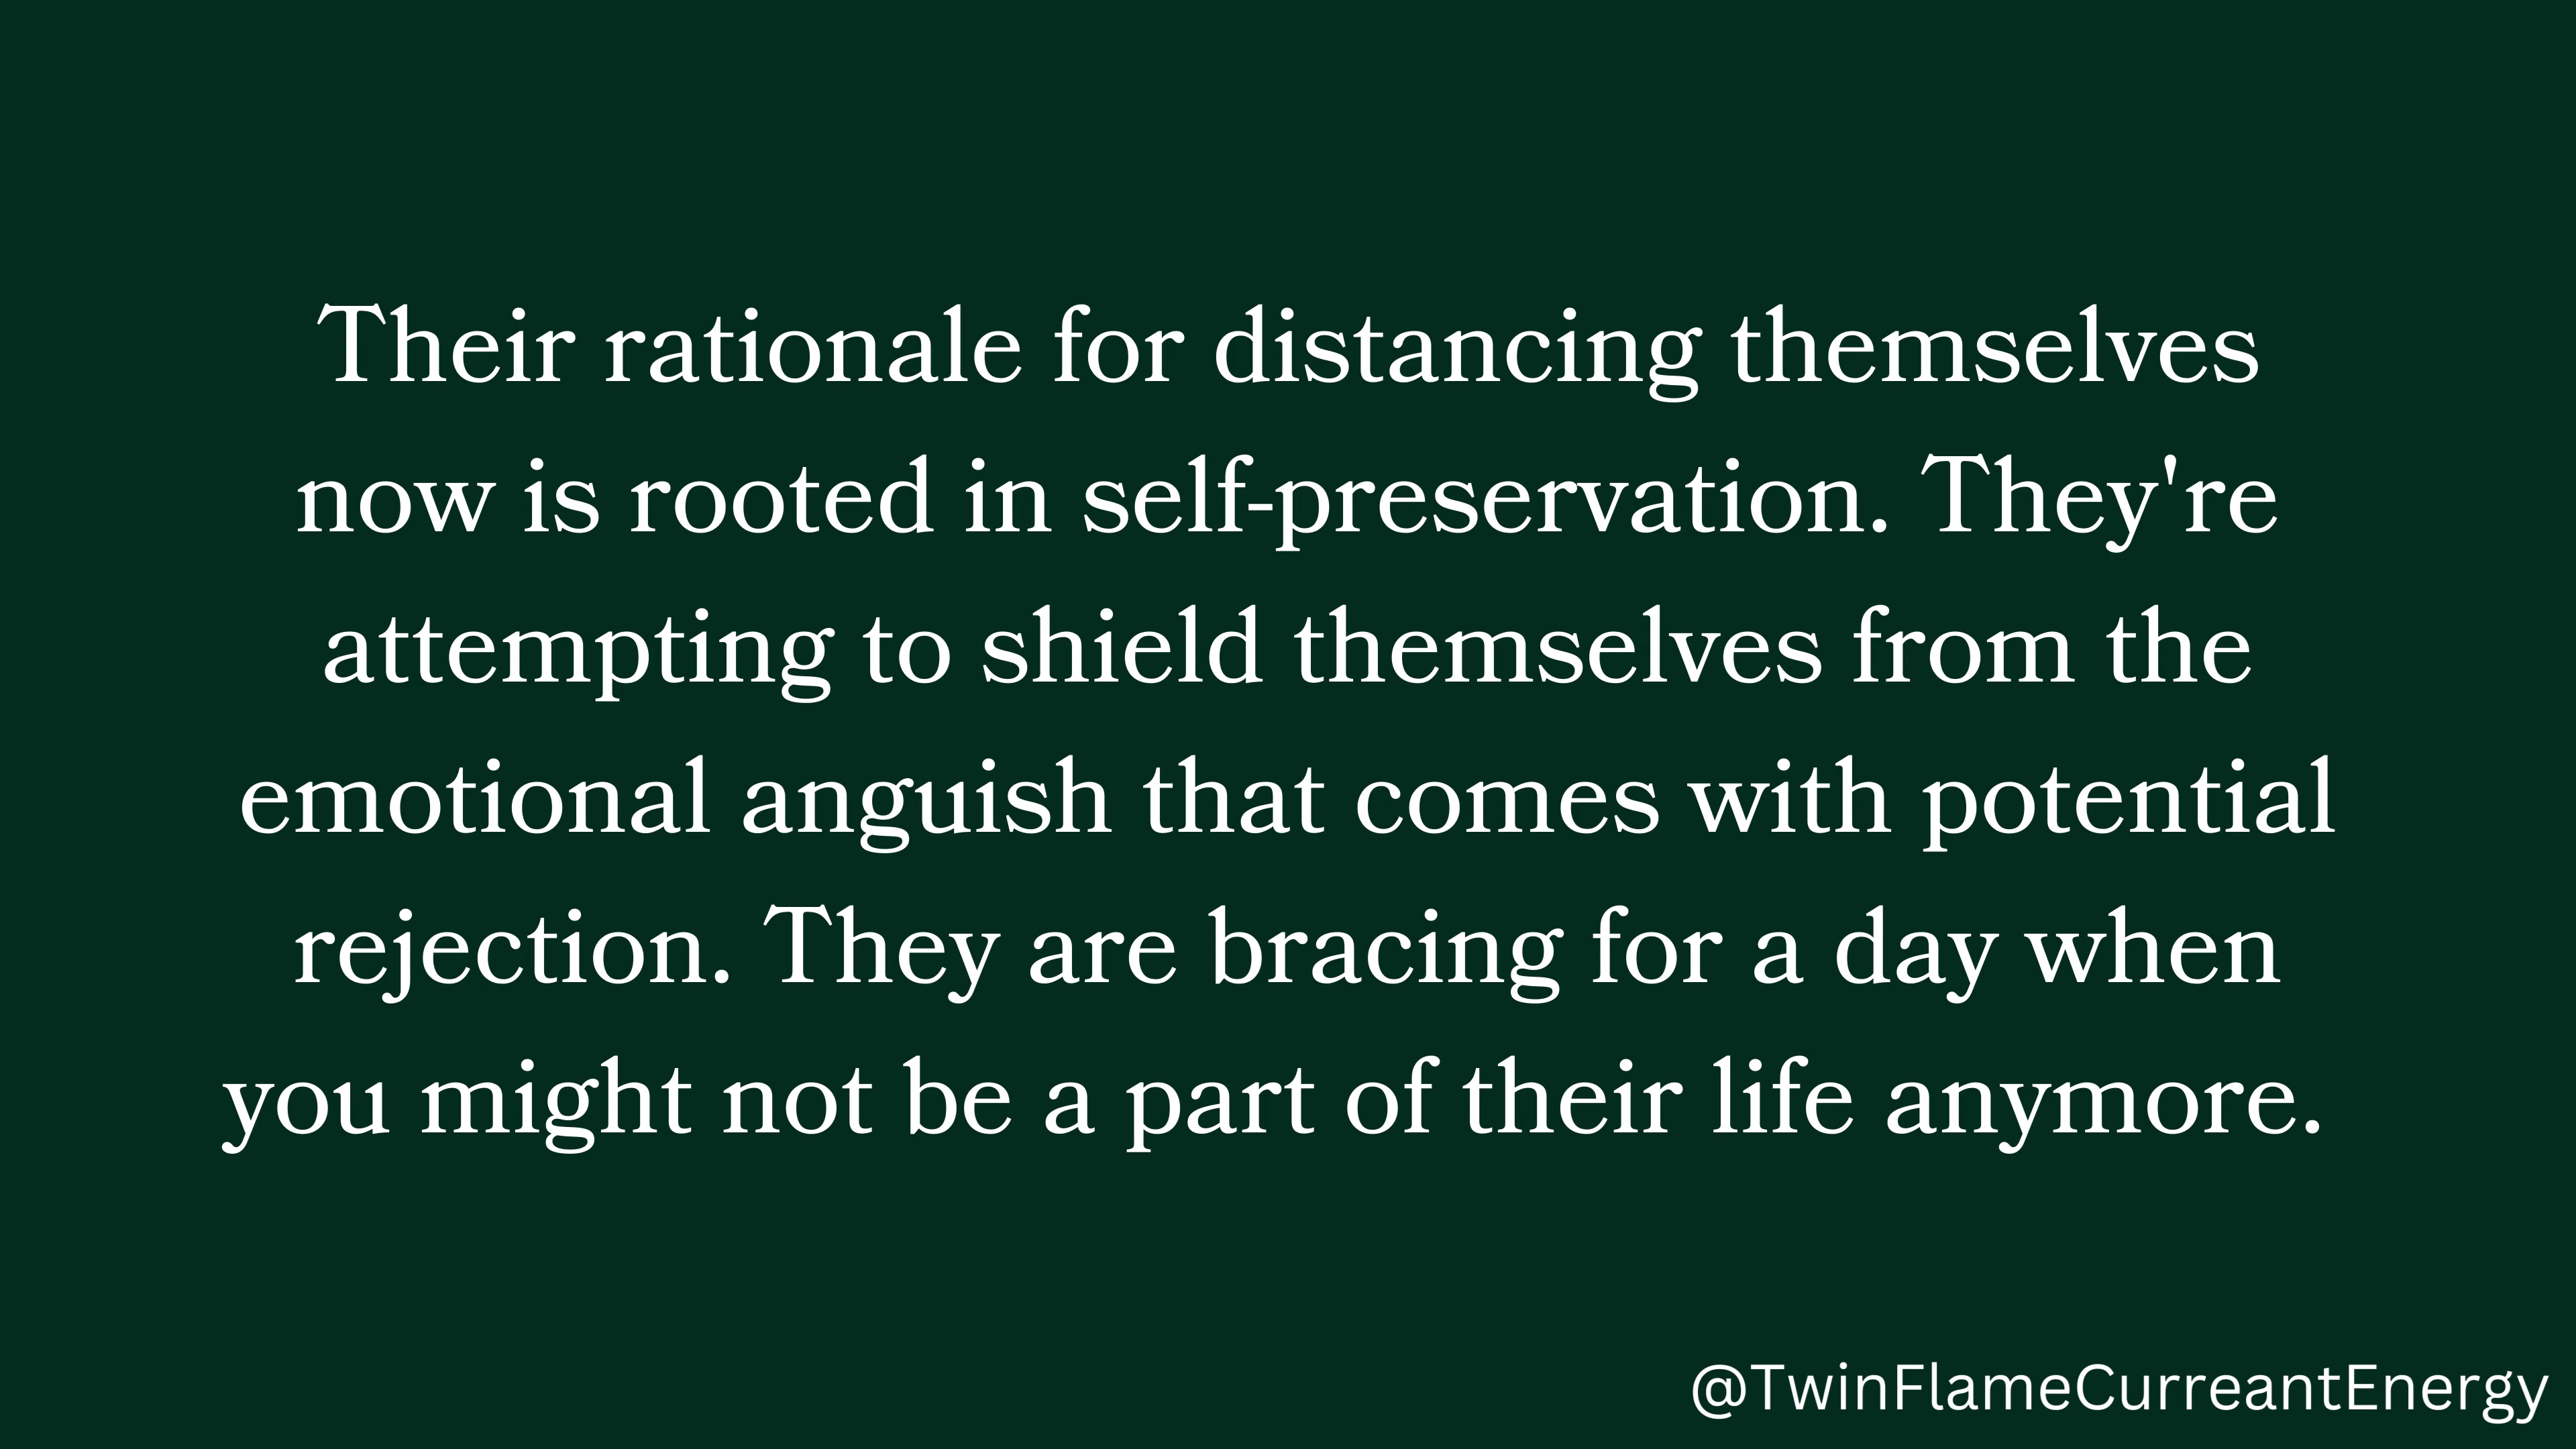 Their rationale for distancing themselves
now is rooted in self-preservation. They're
attempting to shield themselves from the
emotional anguish that comes with potential
rejection. They are bracing for a day when
you might not be a part of their life anymore.
@TwinFlameCurreantEnergy